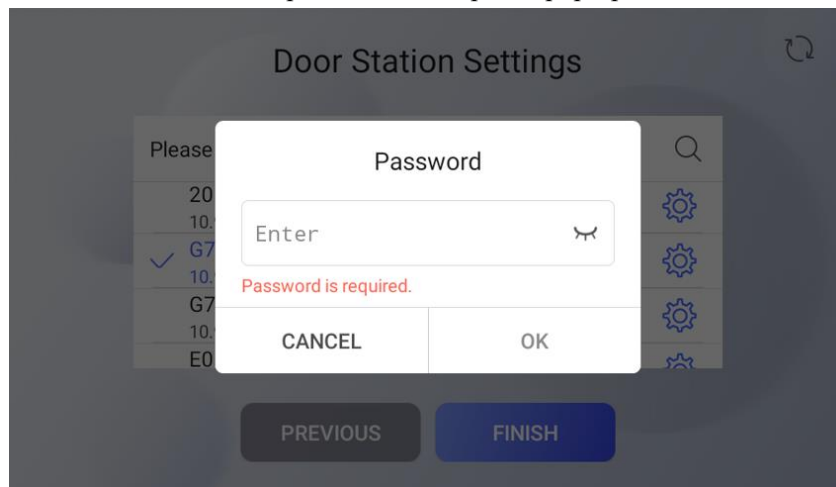 Door Station Settings
Please
Password
20
10.
Enter
G7
10.
Password is required.
G7
10.
CANCEL
OK
E0
PREVIOUS
FINISH